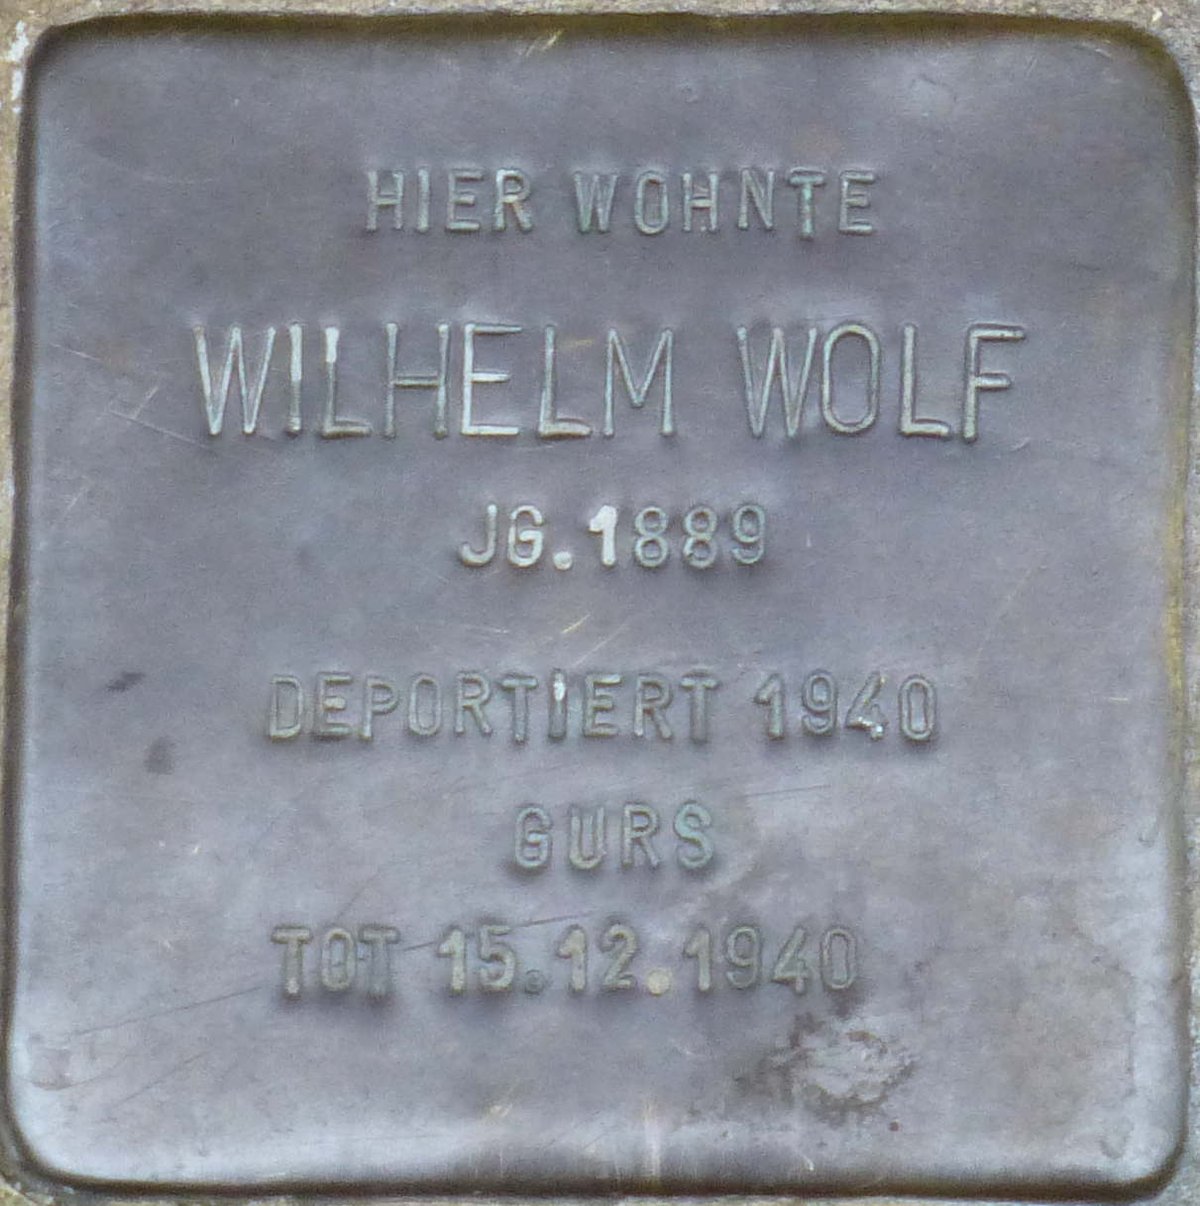 HIER WOHNTE
WILHELM WOLF
JG. 1889
DEPORTIERT 1940
GURS
TOT 15.12.1940